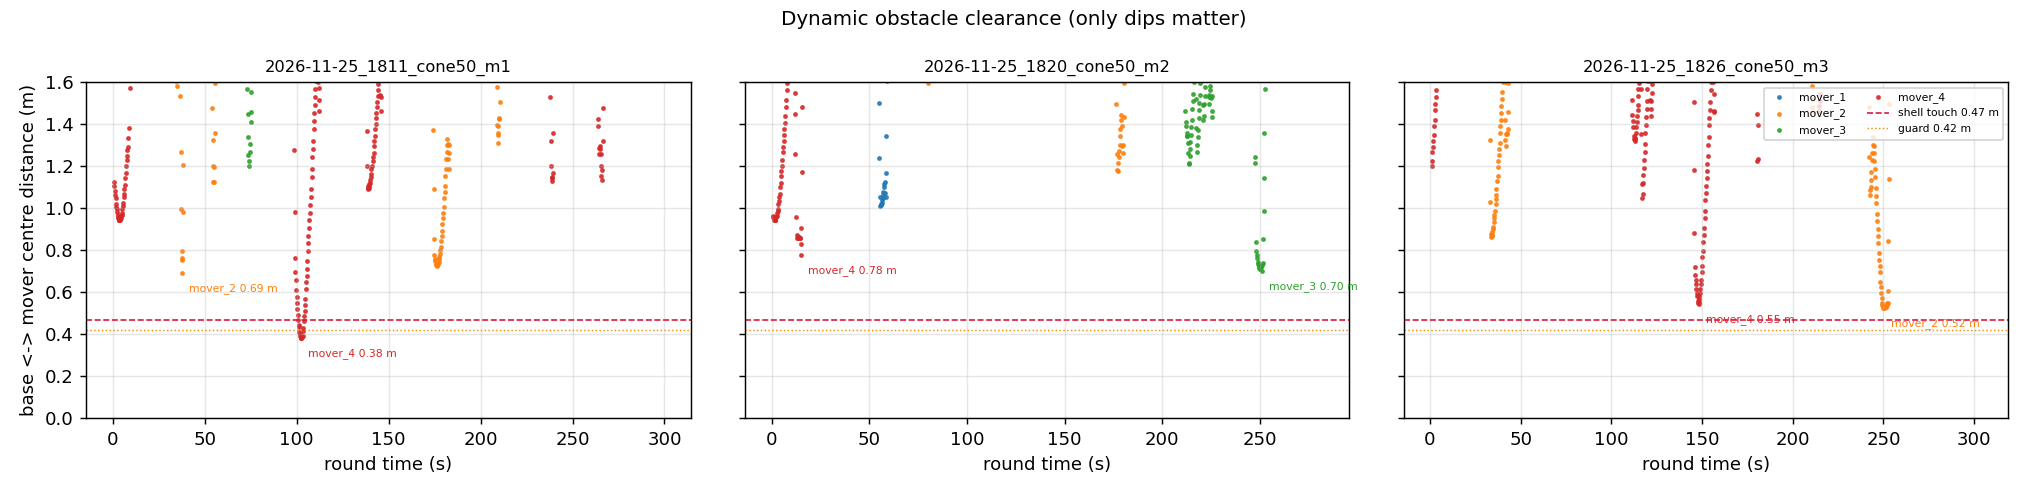 Dynamic obstacle clearance (only dips matter)
2026-11-25_1811_cone50_m1
base <-> mover centre distance (m)
1.6
1.4
1.2
1.0
0.8
0.6
0.4
0.2
0.0
mover_2 0.69 m
mover_4 0.38 m
0 50 100 150 200 250 300
round time (s)
2026-11-25_1820_cone50_m2
mover_4 0.78 m
mover_3 0.70 m
0 50 100 150 200 250
round time (s)
2026-11-25_1826_cone50_m3
mover_1
mover_2
mover_3
mover_4
shell touch 0.47 m
guard 0.42 m
mover_4 0.55 m
mover_2 0.52 m
0 50 100 150 200 250 300
round time (s)